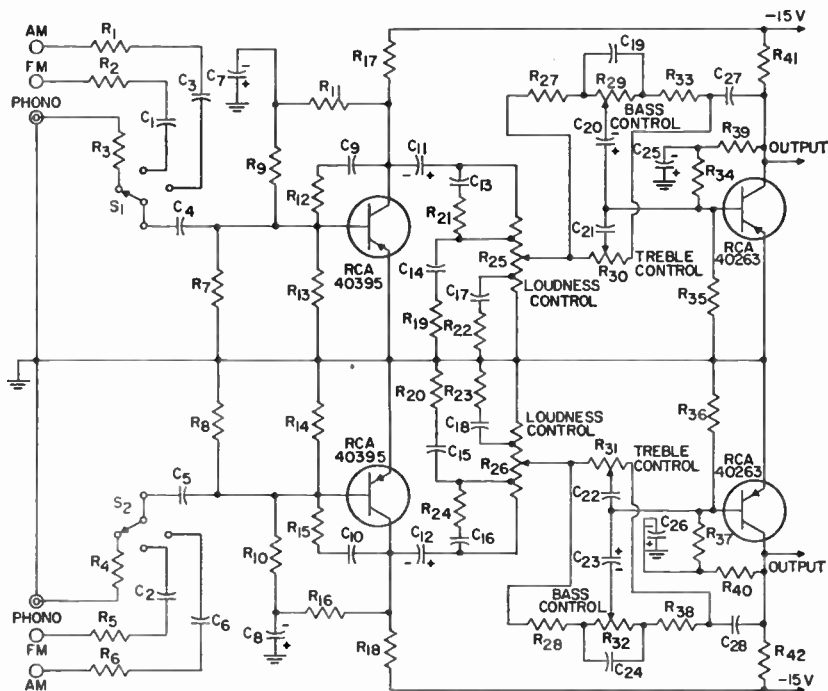 AM
R1
-15 V
FM
R2
C3
C7
R11
R17
C19
R27
R29
R33
C27
R41
PHONO
C1
BASS
CONTROL
R3
R9
C9
C11
C20
R39
OUTPUT
C25
R34
S1
C4
R12
C13
R21
C21
R7
R13
RCA
40395
C14
R25
R30
TREBLE
CONTROL
RCA
40263
LOUDNESS
CONTROL
C17
R19
R22
R35
R8
R14
R20
R23
R36
C18
LOUDNESS
CONTROL
RCA
40395
C15
R26
R31
TREBLE
CONTROL
RCA
40263
S2
C5
C22
R24
R15
C10
C12
C16
C26
R37
R4
R10
C23
R40
OUTPUT
C2
PHONO
R5
C6
R16
BASS
CONTROL
R38
C8
R28
R32
C28
FM
R6
R18
C24
R42
AM
-15 V